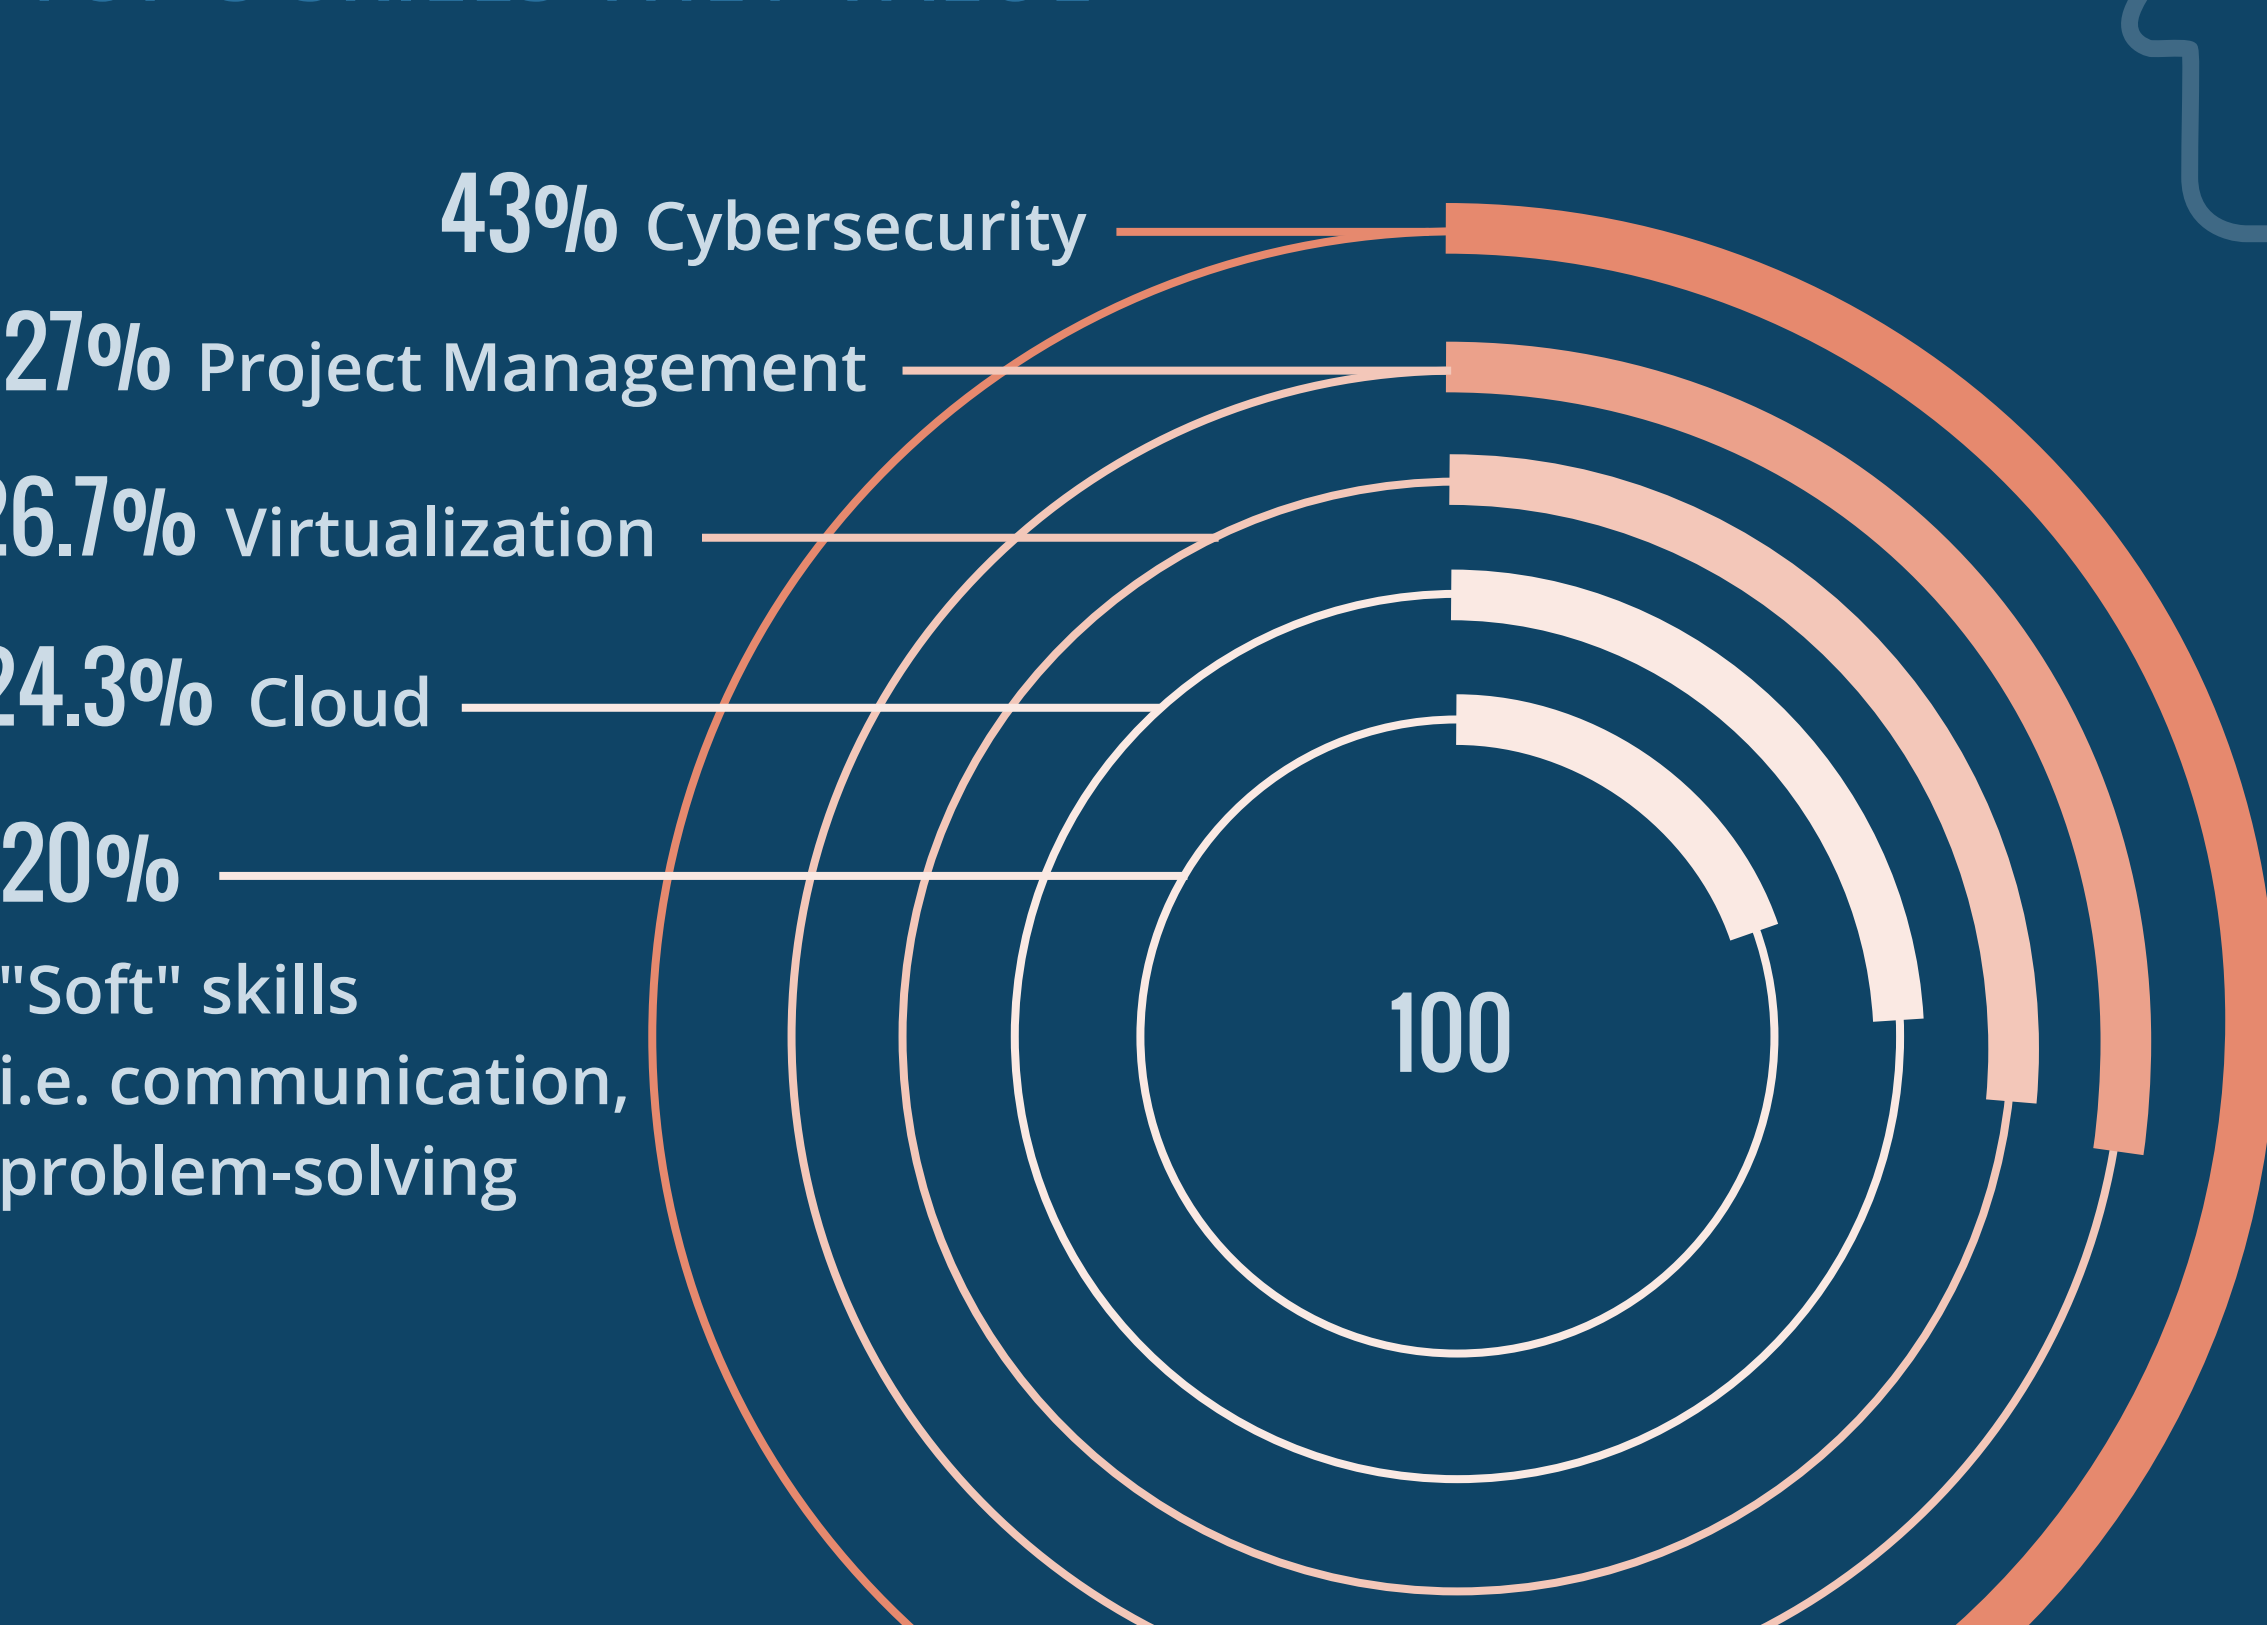 43% Cybersecurity
27% Project Management
26.7% Virtualization
24.3% Cloud
20%
"Soft" skills
i.e. communication,
problem-solving
100